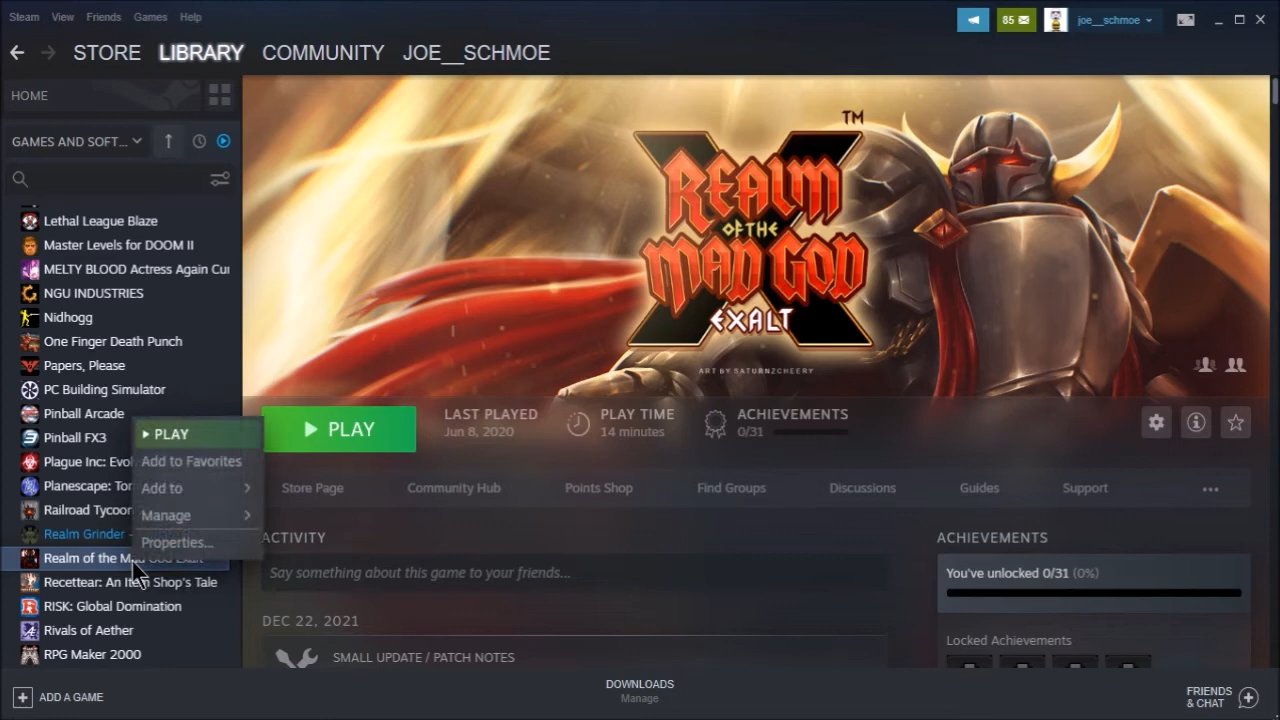 Steam View Friends Games Help
85
joe__schmoe
STORE LIBRARY COMMUNITY JOE__SCHMOE
HOME
GAMES AND SOFT...
Lethal League Blaze
Master Levels for DOOM II
MELTY BLOOD Actress Again Cur
NGU INDUSTRIES
Nidhogg
One Finger Death Punch
Papers, Please
PC Building Simulator
Pinball Arcade
Pinball FX3
Plague Inc: Evol
Planescape: Tor
Railroad Tycoon
Realm Grinder -
Realm of the Mad God Exalt
Recettear: An Item Shop's Tale
RISK: Global Domination
Rivals of Aether
RPG Maker 2000
PLAY
Add to Favorites
Add to
Manage
Properties...
TM
REALM
OF THE
MAD GOD
EXALT
ART BY SATURNZCHEERY
PLAY
LAST PLAYED
Jun 8, 2020
PLAY TIME
14 minutes
ACHIEVEMENTS
0/31
Store Page Community Hub Points Shop Find Groups Discussions Guides Support ...
ACTIVITY
Say something about this game to your friends...
DEC 22, 2021
SMALL UPDATE / PATCH NOTES
ACHIEVEMENTS
You've unlocked 0/31 (0%)
Locked Achievements
ADD A GAME
DOWNLOADS
Manage
FRIENDS
& CHAT